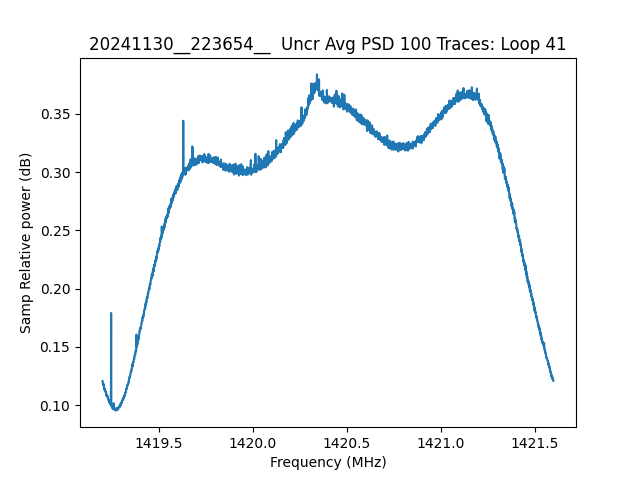 20241130__223654__  Uncr Avg PSD 100 Traces: Loop 41
Samp Relative power (dB)
0.35
0.30
0.25
0.20
0.15
0.10
1419.5 1420.0 1420.5 1421.0 1421.5
Frequency (MHz)